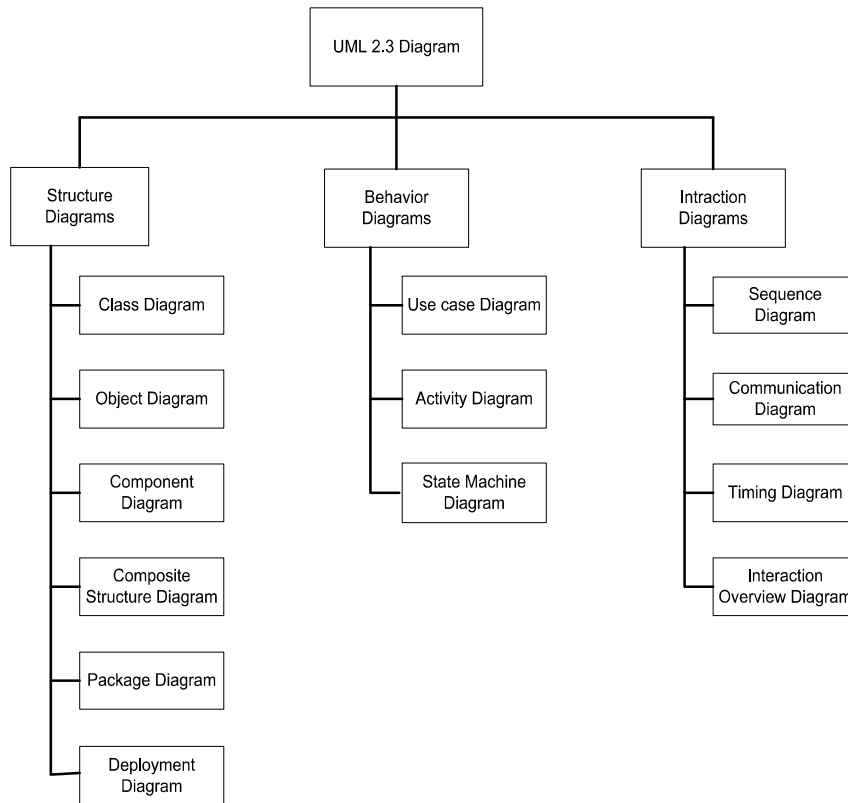 UML 2.3 Diagram
Structure
Diagrams
Behavior
Diagrams
Intraction
Diagrams
Class Diagram
Object Diagram
Component
Diagram
Composite
Structure Diagram
Package Diagram
Deployment
Diagram
Use case Diagram
Activity Diagram
State Machine
Diagram
Sequence
Diagram
Communication
Diagram
Timing Diagram
Interaction
Overview Diagram